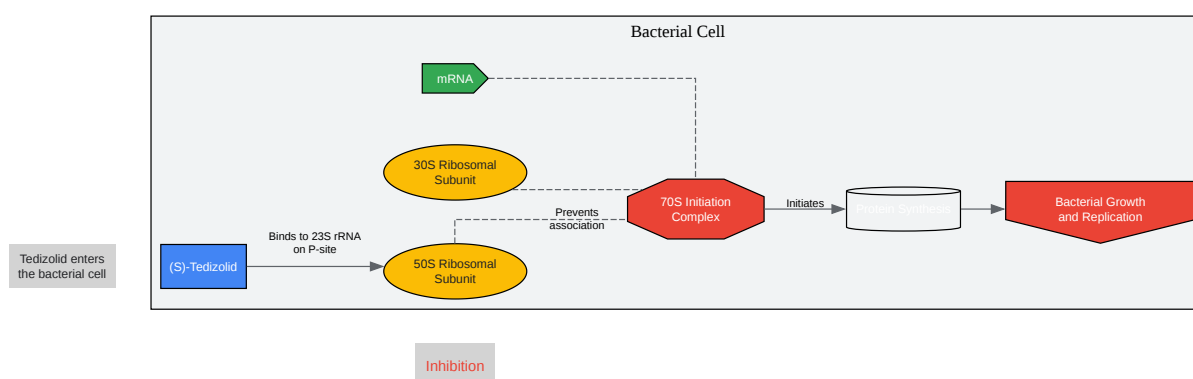 Bacterial Cell
mRNA
30S Ribosomal
Subunit
70S Initiation
Complex
Initiates
Protein Synthesis
Bacterial Growth
and Replication
Prevents
association
Binds to 23S rRNA
on P-site
Tedizolid enters
the bacterial cell
(S)-Tedizolid
50S Ribosomal
Subunit
Inhibition